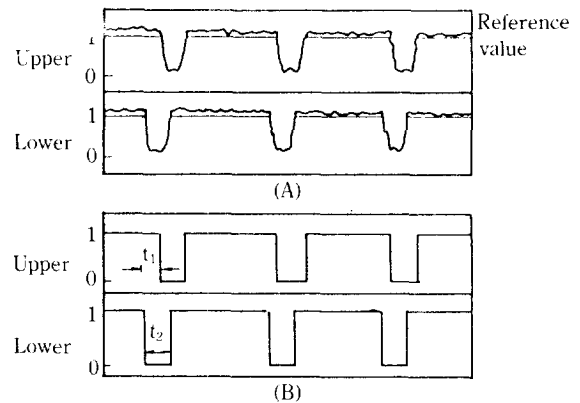 Reference
value
1
Upper
0
1
Lower
0
(A)
1
Upper
t1
0
1
Lower
t2
0
(B)